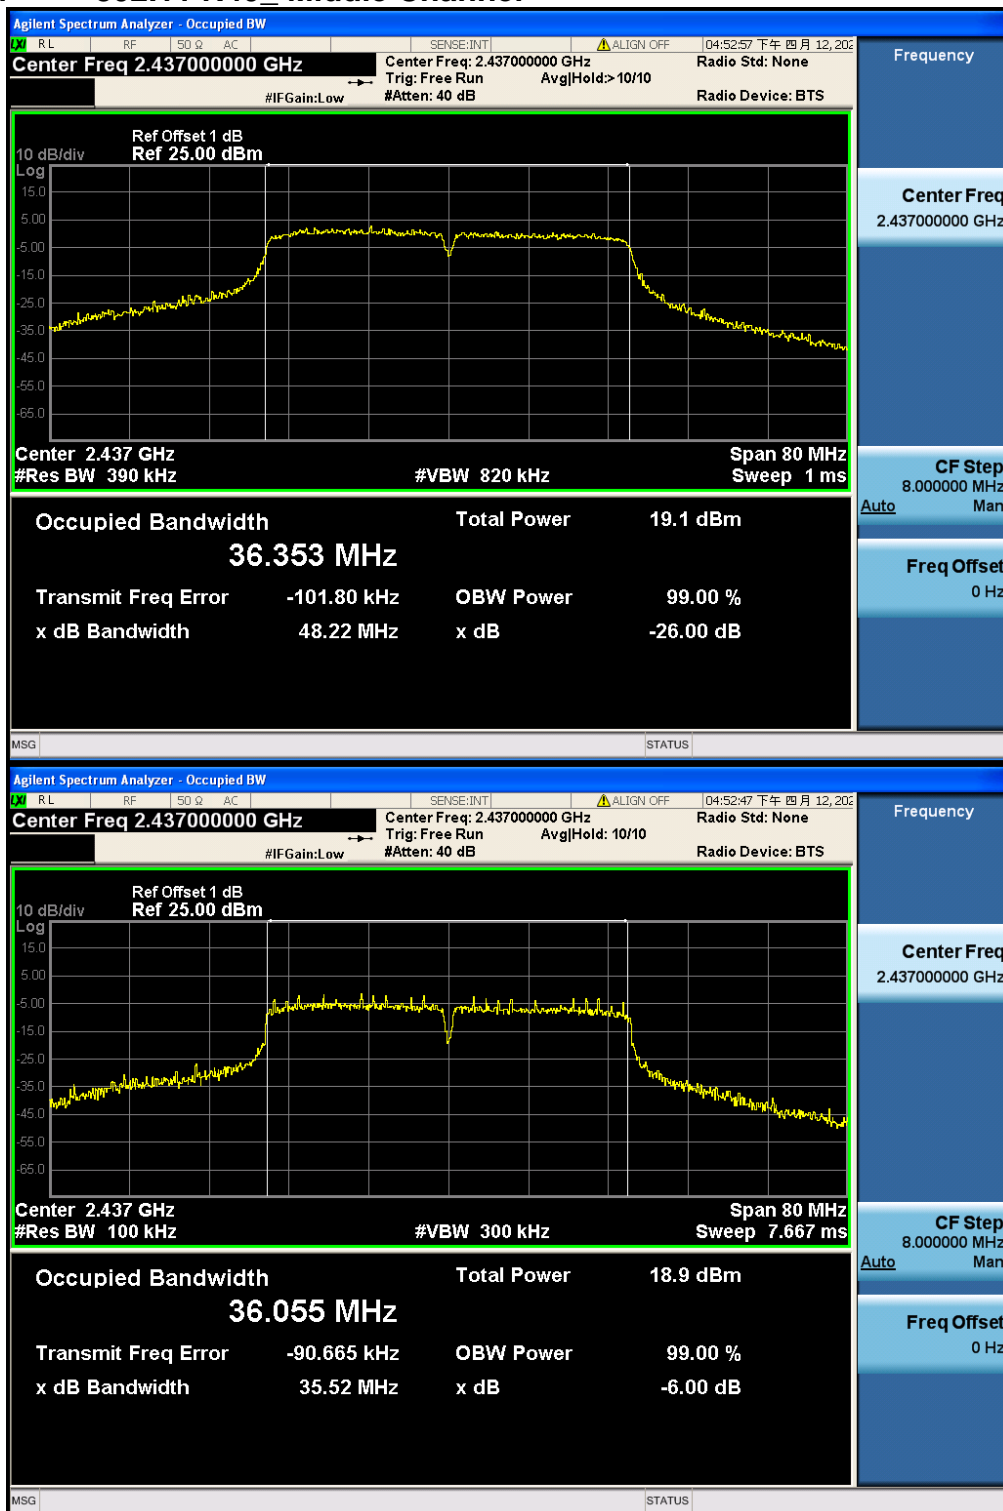 Agilent Spectrum Analyzer - Occupied BW
LXI RL RF 50 Ω AC SENSE:INT ALIGN OFF 04:52:57 下午 四月 12, 202
Center Freq 2.437000000 GHz Center Freq: 2.437000000 GHz Radio Std: None
Trig: Free Run Avg|Hold:>10/10
#IFGain:Low #Atten: 40 dB Radio Device: BTS
Frequency
Ref Offset 1 dB
10 dB/div Ref 25.00 dBm
Log
15.0
5.00
-5.00
-15.0
-25.0
-35.0
-45.0
-55.0
-65.0
Center 2.437 GHz Span 80 MHz
#Res BW 390 kHz #VBW 820 kHz Sweep 1 ms
Occupied Bandwidth Total Power 19.1 dBm
36.353 MHz
Transmit Freq Error -101.80 kHz OBW Power 99.00 %
x dB Bandwidth 48.22 MHz x dB -26.00 dB
Center Freq
2.437000000 GHz
CF Step
8.000000 MHz
Auto Man
Freq Offset
0 Hz
MSG STATUS
Agilent Spectrum Analyzer - Occupied BW
LXI RL RF 50 Ω AC SENSE:INT ALIGN OFF 04:52:47 下午 四月 12, 202
Center Freq 2.437000000 GHz Center Freq: 2.437000000 GHz Radio Std: None
Trig: Free Run Avg|Hold: 10/10
#IFGain:Low #Atten: 40 dB Radio Device: BTS
Frequency
Ref Offset 1 dB
10 dB/div Ref 25.00 dBm
Log
15.0
5.00
-5.00
-15.0
-25.0
-35.0
-45.0
-55.0
-65.0
Center 2.437 GHz Span 80 MHz
#Res BW 100 kHz #VBW 300 kHz Sweep 7.667 ms
Occupied Bandwidth Total Power 18.9 dBm
36.055 MHz
Transmit Freq Error -90.665 kHz OBW Power 99.00 %
x dB Bandwidth 35.52 MHz x dB -6.00 dB
Center Freq
2.437000000 GHz
CF Step
8.000000 MHz
Auto Man
Freq Offset
0 Hz
MSG STATUS